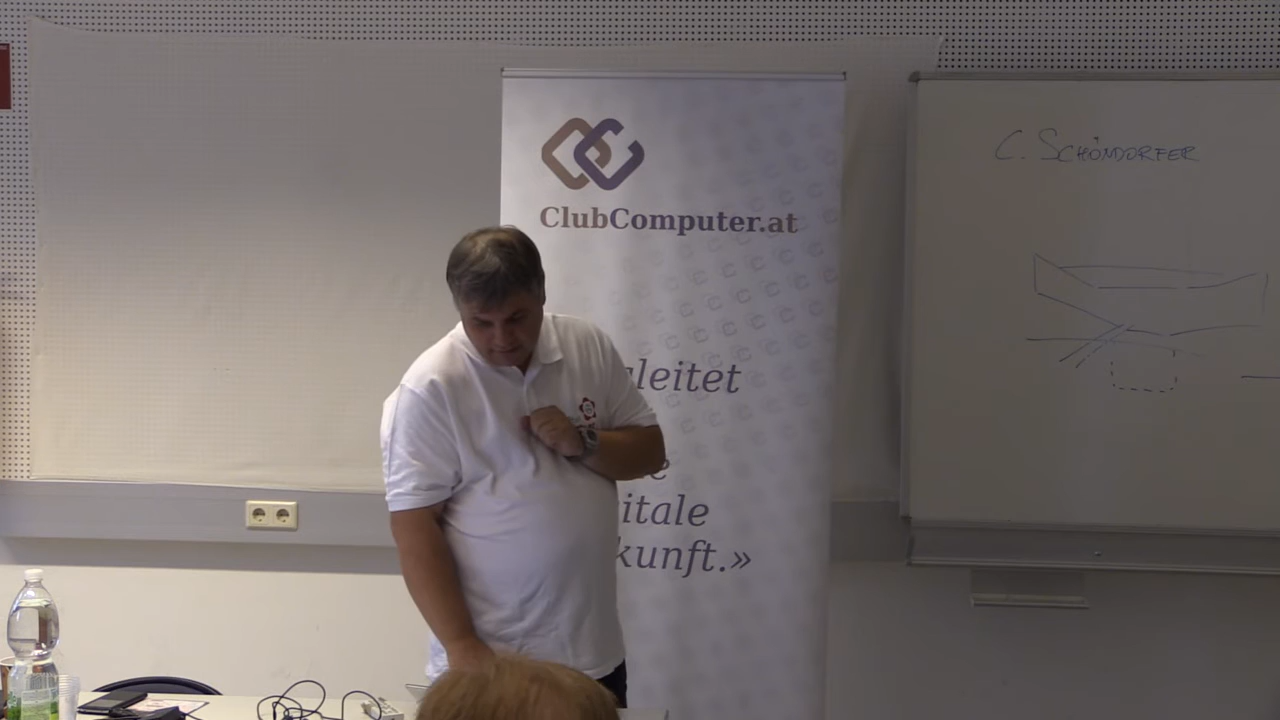 ClubComputer.at
C. SCHÖNDORFER
leitet
itale
kunft.»